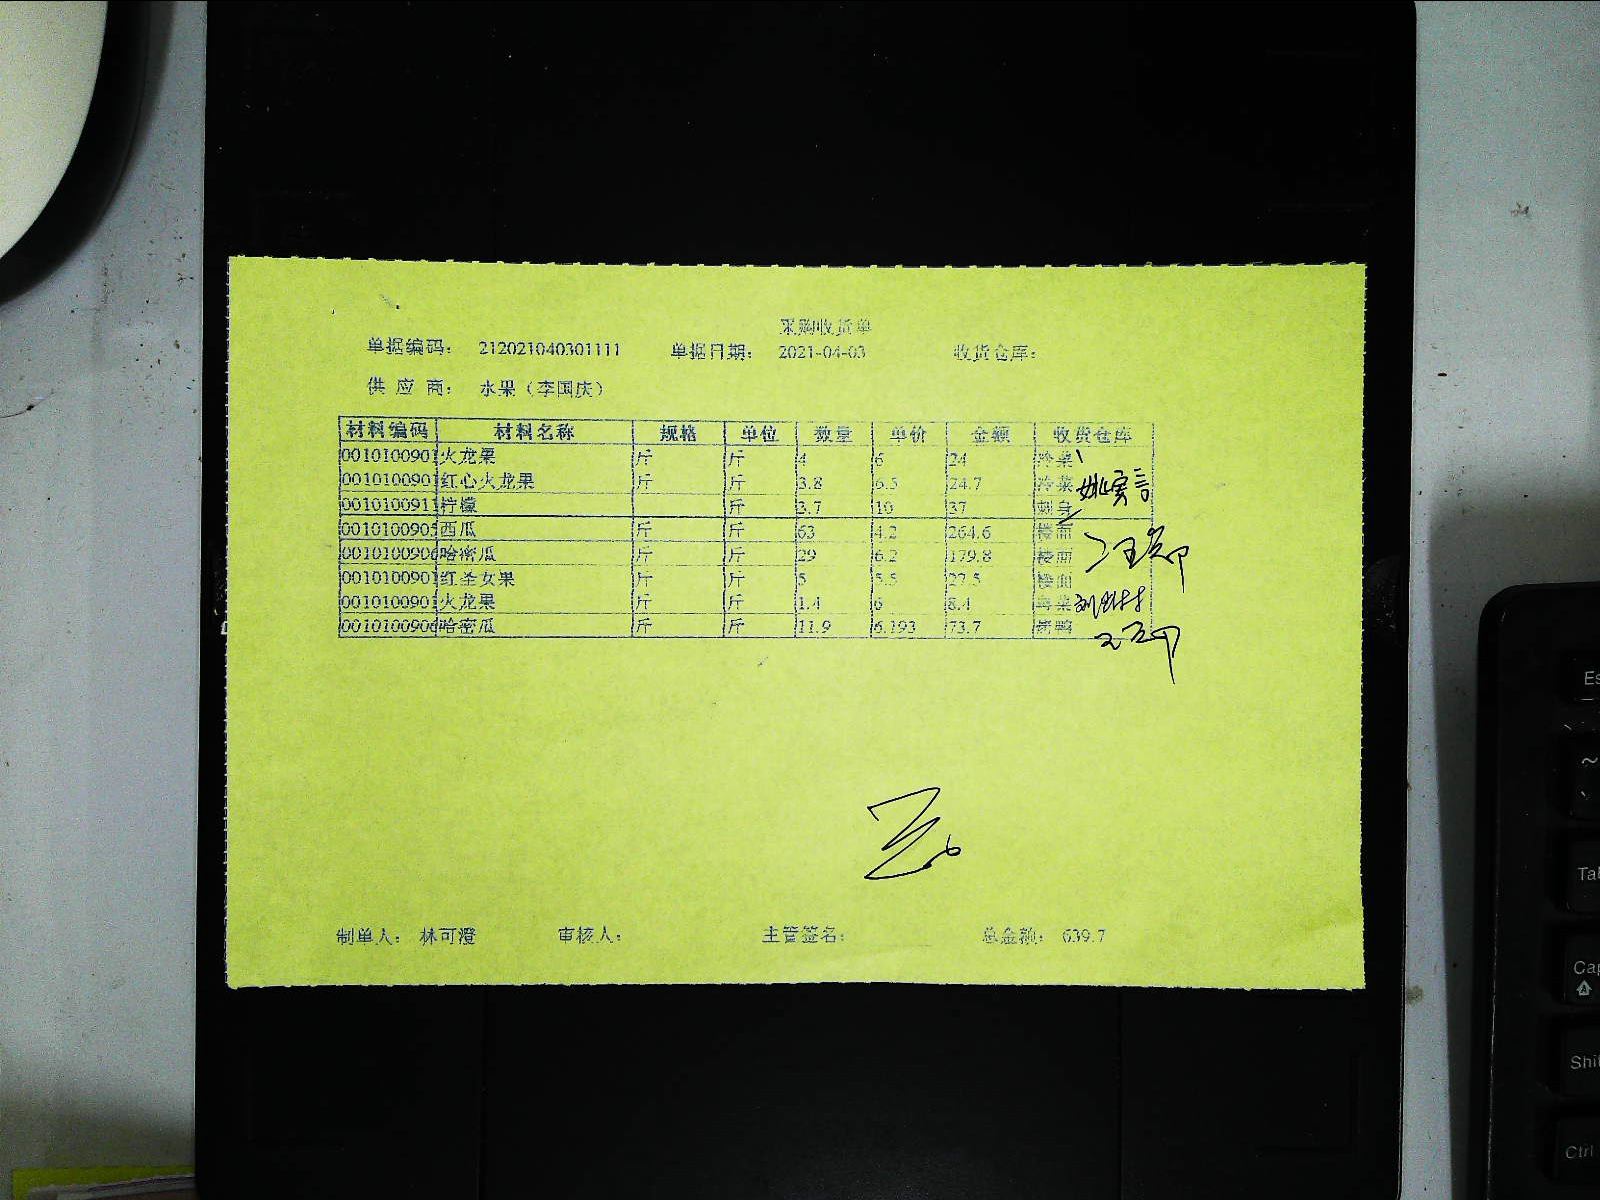 采购收货单
单据编码： 212021040301111 单据日期： 2021-04-03 收货仓库：
供 应 商： 水果（李国庆）
材料编码 材料名称 规格 单位 数量 单价 金额 收货仓库
0010100901 火龙果 斤 斤 4 6 24 冷菜
0010100901 红心火龙果 斤 斤 3.8 6.5 24.7 冷菜
0010100911 柠檬 斤 3.7 10 37 刺身
0010100905 西瓜 斤 斤 63 4.2 264.6 楼面
0010100906 哈密瓜 斤 斤 29 6.2 179.8 楼面
0010100901 红圣女果 斤 斤 5 5.5 27.5 楼面
0010100901 火龙果 斤 斤 1.4 6 8.4 粤菜
0010100906 哈密瓜 斤 斤 11.9 6.193 73.7 烤鸭
制单人： 林可澄 审核人： 主管签名： 总金额： 639.7
Es
~
、
Tab
Cap
Shi
Ctrl